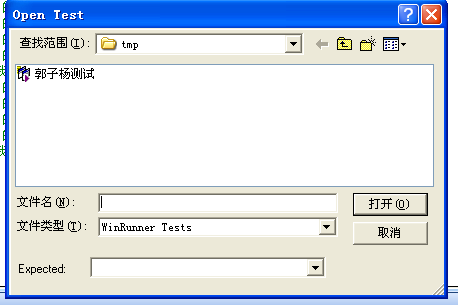 Open Test
查找范围(I): tmp
郭子杨测试
文件名(N): 打开(O)
文件类型(T): WinRunner Tests 取消
Expected: